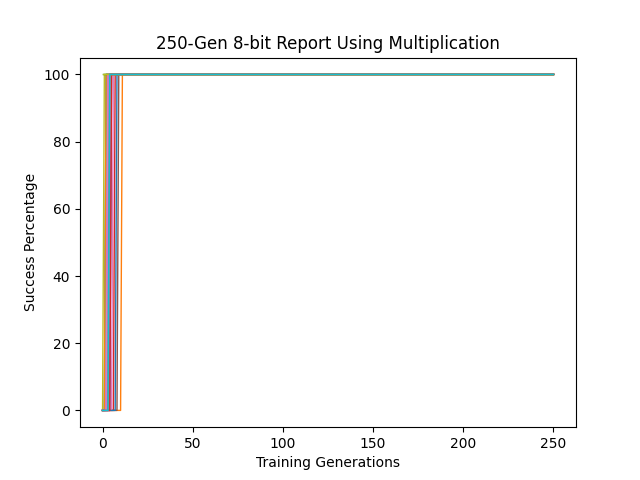 250-Gen 8-bit Report Using Multiplication
100
80
60
40
20
0
Success Percentage
0 50 100 150 200 250
Training Generations